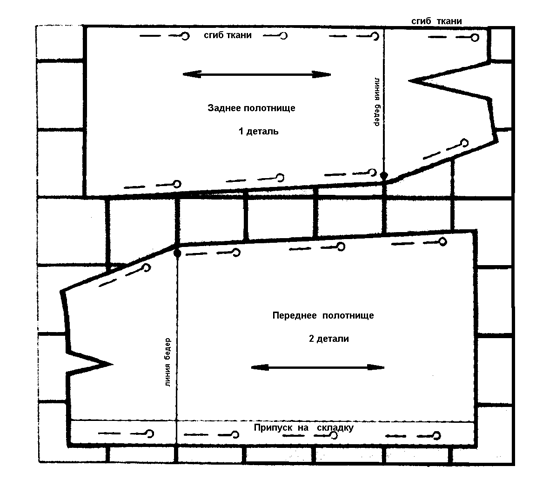 сгиб ткани
сгиб ткани
линия бедер
Заднее полотнище
1 деталь
Переднее полотнище
2 детали
линия бедер
Припуск на складку